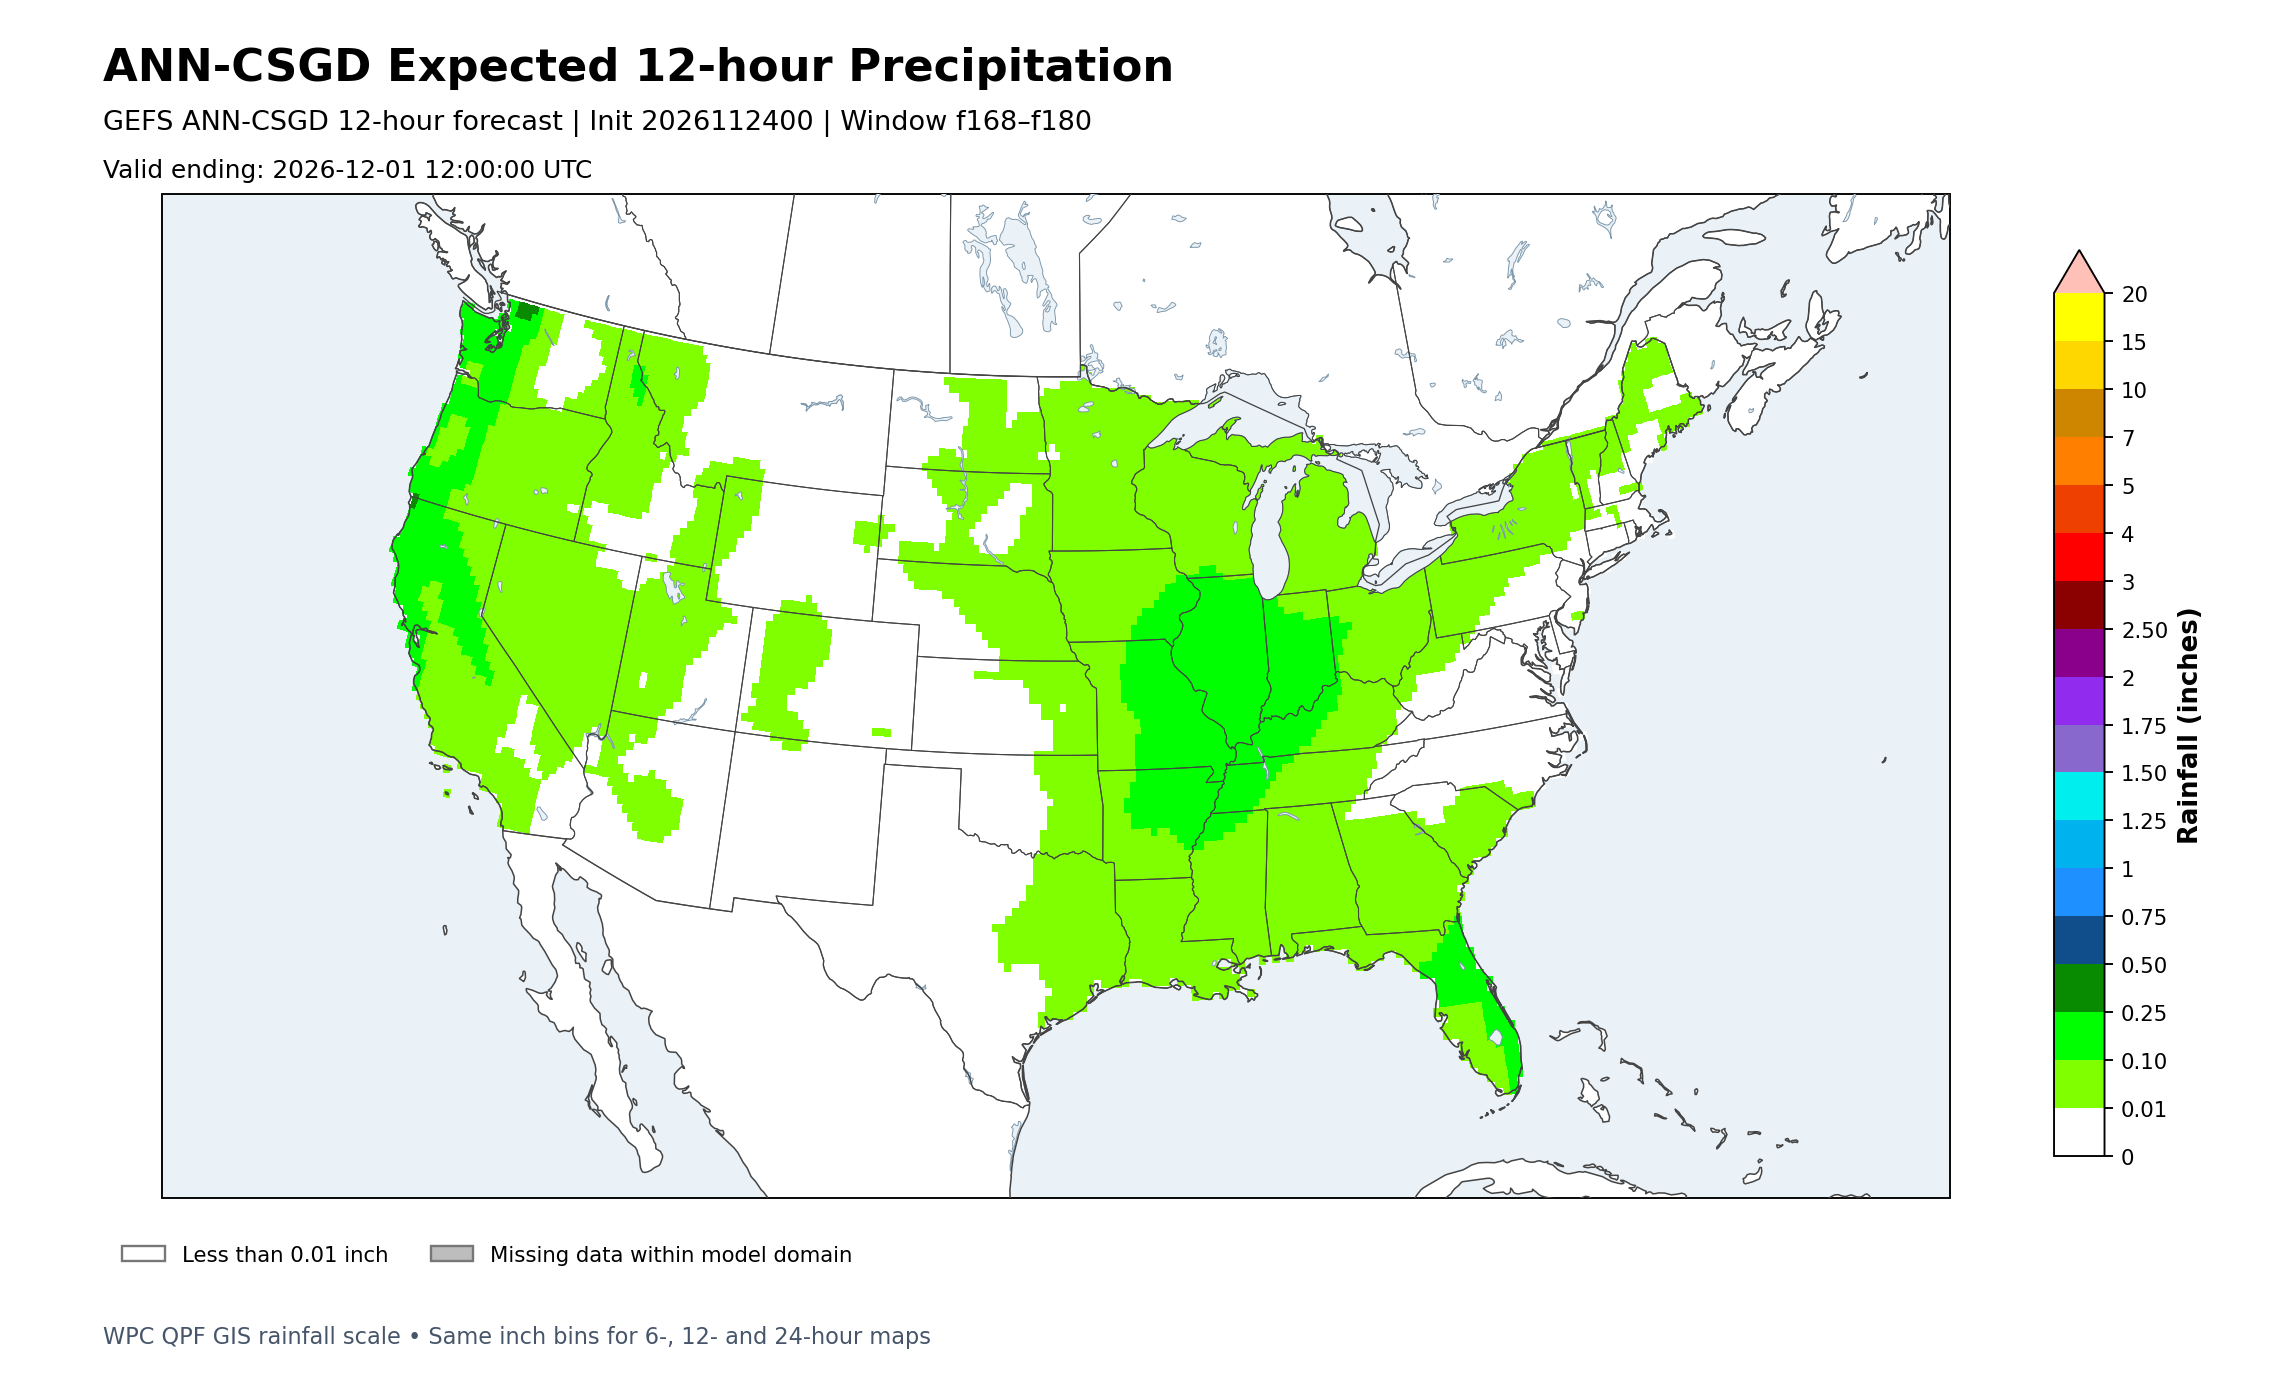 ANN-CSGD Expected 12-hour Precipitation
GEFS ANN-CSGD 12-hour forecast | Init 2026112400 | Window f168–f180
Valid ending: 2026-12-01 12:00:00 UTC
20
15
10
7
5
4
3
2.50
2
1.75
1.50
1.25
1
0.75
0.50
0.25
0.10
0.01
0
Rainfall (inches)
Less than 0.01 inch
Missing data within model domain
WPC QPF GIS rainfall scale • Same inch bins for 6-, 12- and 24-hour maps